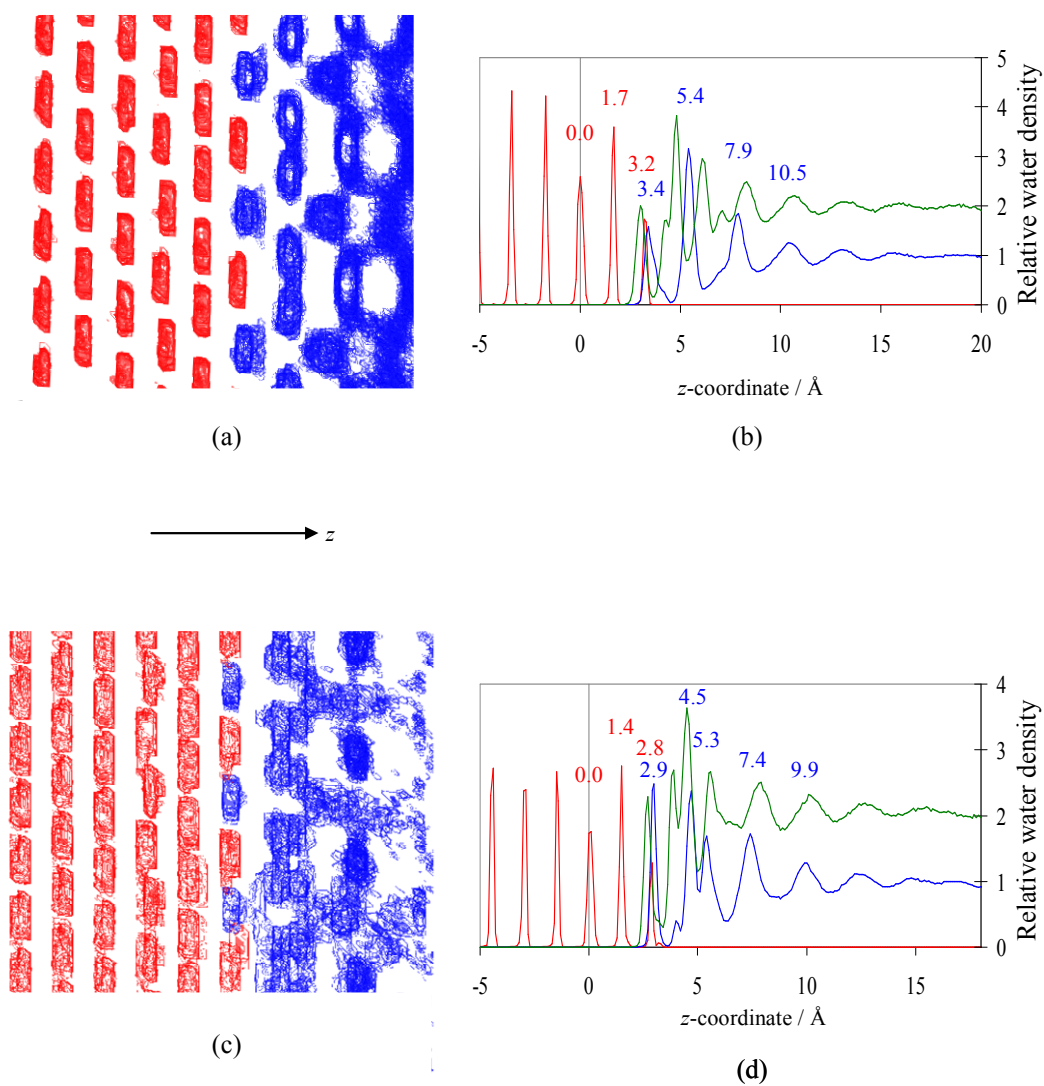 5
5.4
1.7
4
0.0
7.9
3
3.2
10.5
3.4
2
1
0
-5 0 5 10 15 20
Relative water density
z-coordinate / Å
(a)
(b)
z
4
4.5
1.4
5.3
3
2.8
7.4
2.9
0.0
9.9
2
1
0
-5 0 5 10 15
Relative water density
z-coordinate / Å
(c)
(d)